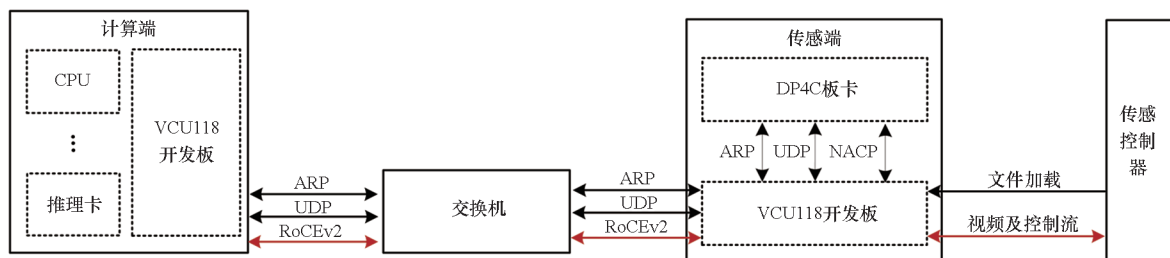 计算端
CPU
⋮
推理卡
VCU118
开发板
ARP
UDP
RoCEv2
交换机
ARP
UDP
RoCEv2
传感端
DP4C板卡
ARP
UDP
NACP
VCU118开发板
文件加载
视频及控制流
传感
控制
器